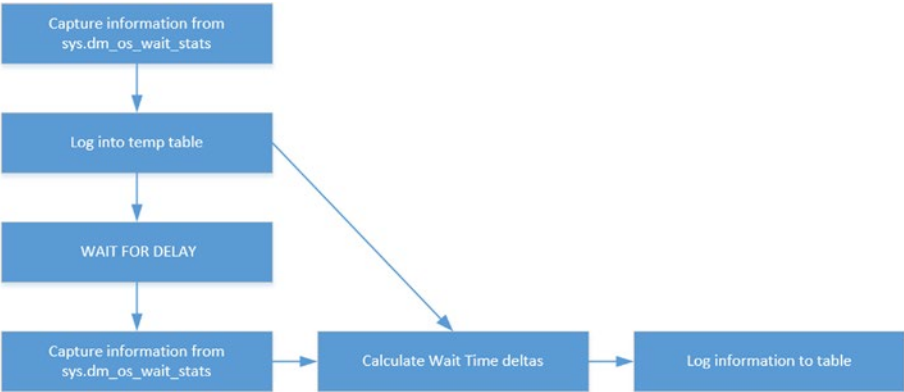 Capture information from
sys.dm_os_wait_stats
Log into temp table
WAIT FOR DELAY
Capture information from
sys.dm_os_wait_stats
Calculate Wait Time deltas
Log information to table